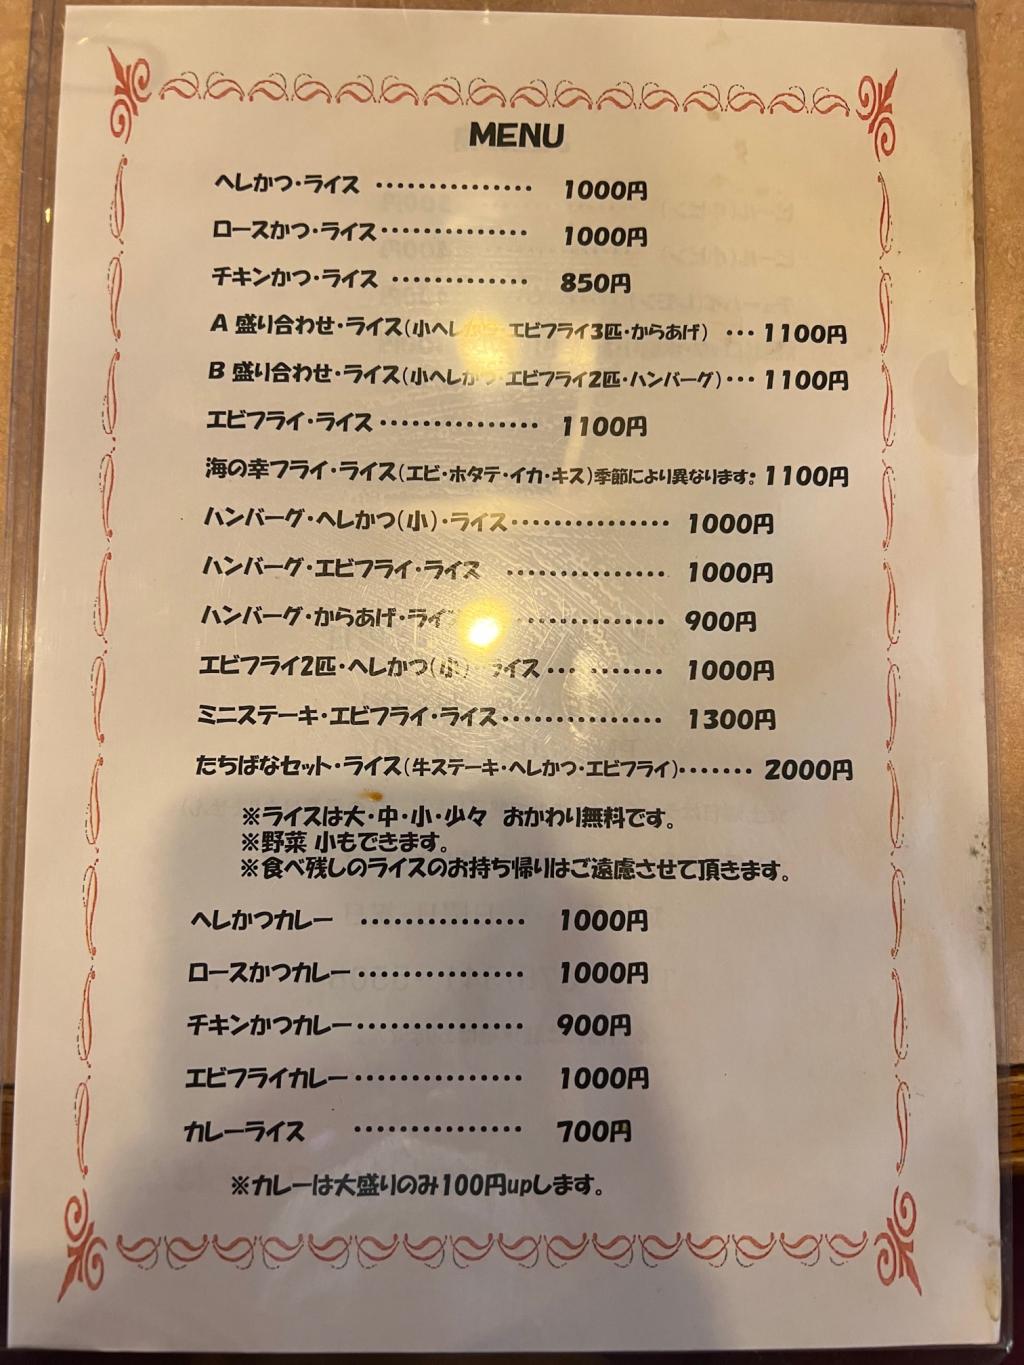 MENU
ヘレかつ・ライス ・・・・・・・・・・・・・・・ 1000円
ロースかつ・ライス・・・・・・・・・・・・・・ 1000円
チキンかつ・ライス ・・・・・・・・・・・・・ 850円
A 盛り合わせ・ライス(小ヘレかつ・エビフライ3匹・からあげ) ・・・1100円
B 盛り合わせ・ライス(小ヘレかつ・エビフライ2匹・ハンバーグ)・・・1100円
エビフライ・ライス・・・・・・・・・・・・・・・ 1100円
海の幸フライ・ライス(エビ・ホタテ・イカ・キス)季節により異なります。 1100円
ハンバーグ・ヘレかつ(小)・ライス・・・・・・・・・・・・・・・ 1000円
ハンバーグ・エビフライ・ライス ・・・・・・・・・・・・・・・ 1000円
ハンバーグ・からあげ・ライス ・・・・・・・・・・・・・・ 900円
エビフライ2匹・ヘレかつ(小)・ライス・・・ ・・・・・・・ 1000円
ミニステーキ・エビフライ・ライス・・・・・・・・・・・・・・・ 1300円
たちばなセット・ライス(牛ステーキ・ヘレかつ・エビフライ)・・・・・・・ 2000円
※ライスは大・中・小・少々 おかわり無料です。
※野菜 小もできます。
※食べ残しのライスのお持ち帰りはご遠慮させて頂きます。
ヘレかつカレー ・・・・・・・・・・・・・・・ 1000円
ロースかつカレー・・・・・・・・・・・・・・・・ 1000円
チキンかつカレー・・・・・・・・・・・・・・・・ 900円
エビフライカレー・・・・・・・・・・・・・・・・ 1000円
カレーライス ・・・・・・・・・・・・・・・・ 700円
※カレーは大盛りのみ100円upします。